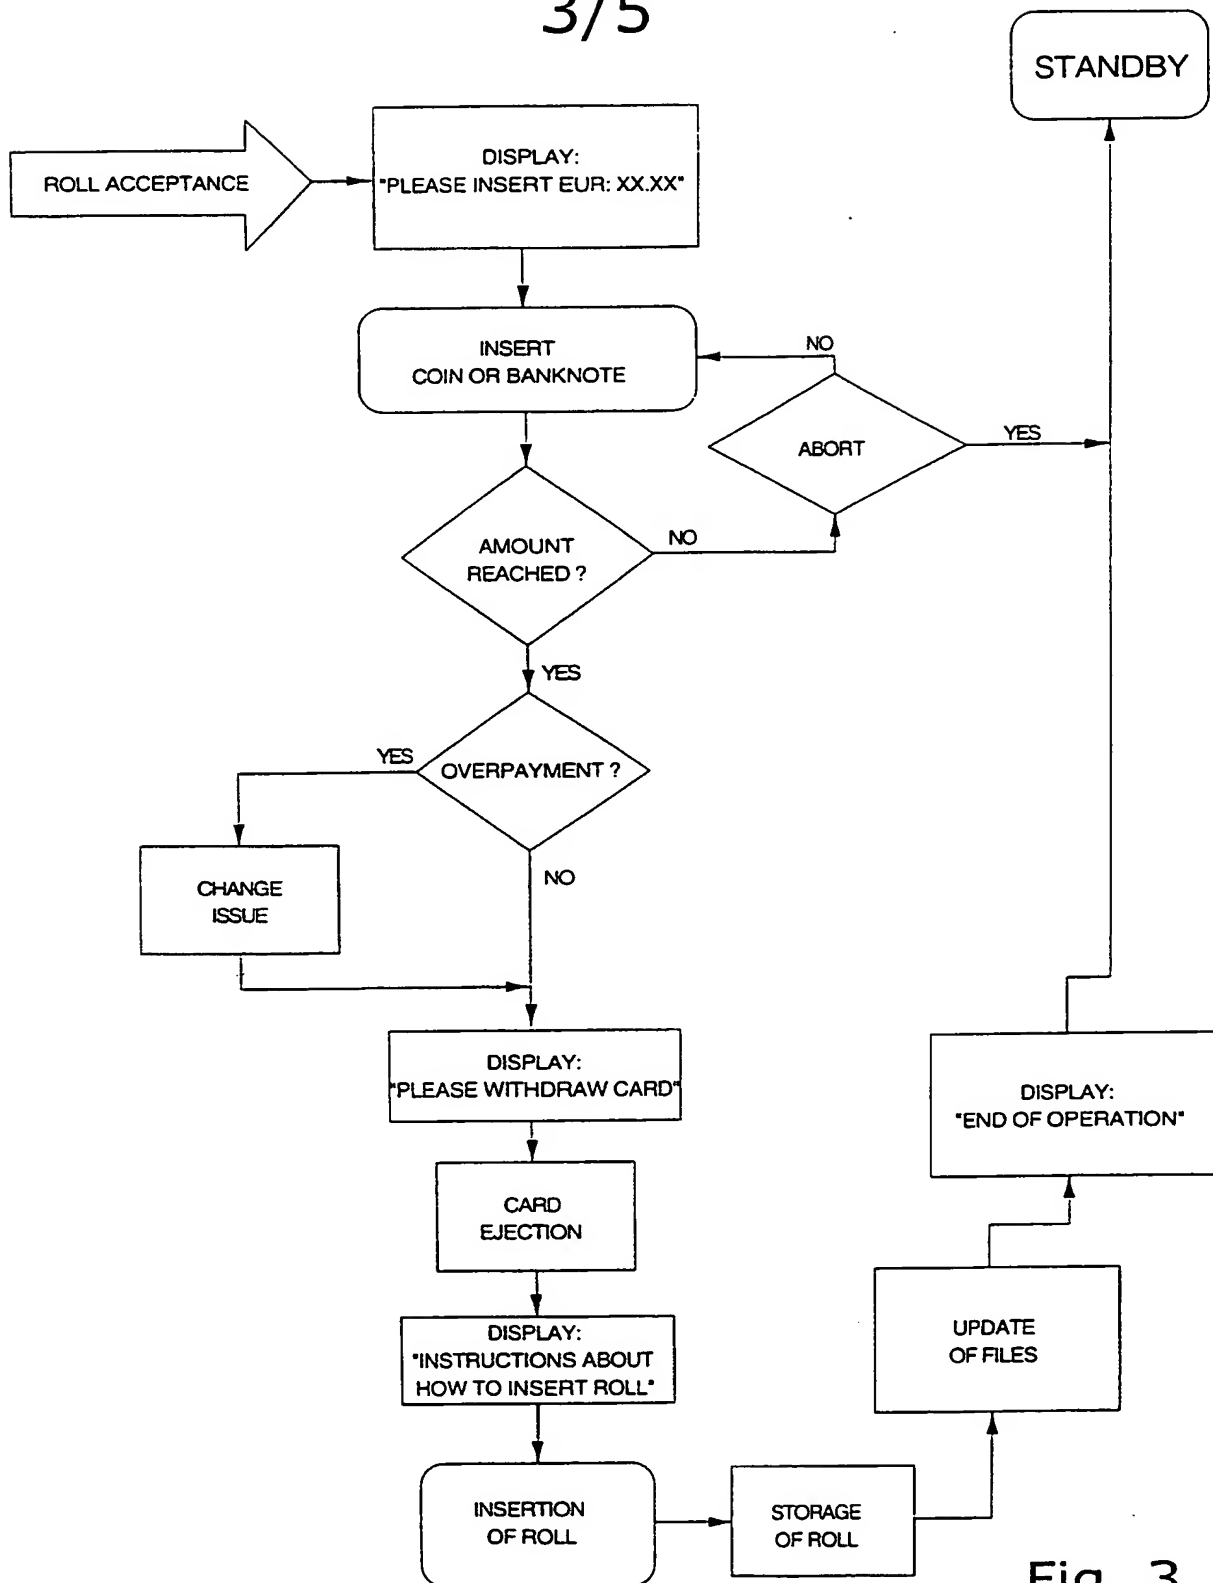 3/5
STANDBY
ROLL ACCEPTANCE
DISPLAY:
"PLEASE INSERT EUR: XX.XX"
INSERT
COIN OR BANKNOTE
NO
ABORT
YES
AMOUNT
REACHED ?
NO
YES
OVERPAYMENT ?
YES
NO
CHANGE
ISSUE
DISPLAY:
"PLEASE WITHDRAW CARD"
CARD
EJECTION
DISPLAY:
"INSTRUCTIONS ABOUT
HOW TO INSERT ROLL"
INSERTION
OF ROLL
STORAGE
OF ROLL
UPDATE
OF FILES
DISPLAY:
"END OF OPERATION"
Fig. 3